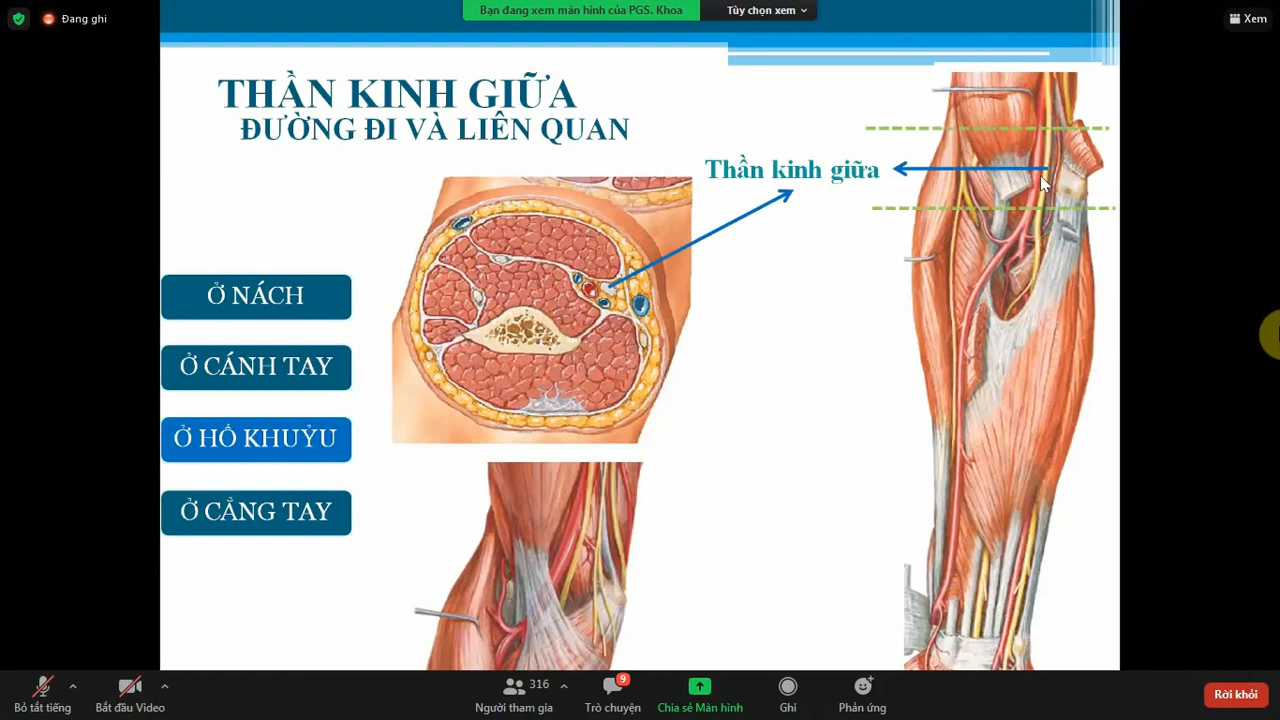 Đang ghi
Bạn đang xem màn hình của PGS. Khoa
Tùy chọn xem
Xem
THẦN KINH GIỮA
ĐƯỜNG ĐI VÀ LIÊN QUAN
Thần kinh giữa
Ở NÁCH
Ở CÁNH TAY
Ở HỐ KHUỶU
Ở CẲNG TAY
Bỏ tắt tiếng
Bắt đầu Video
316
Người tham gia
9
Trò chuyện
Chia sẻ Màn hình
Ghi
Phản ứng
Rời khỏi